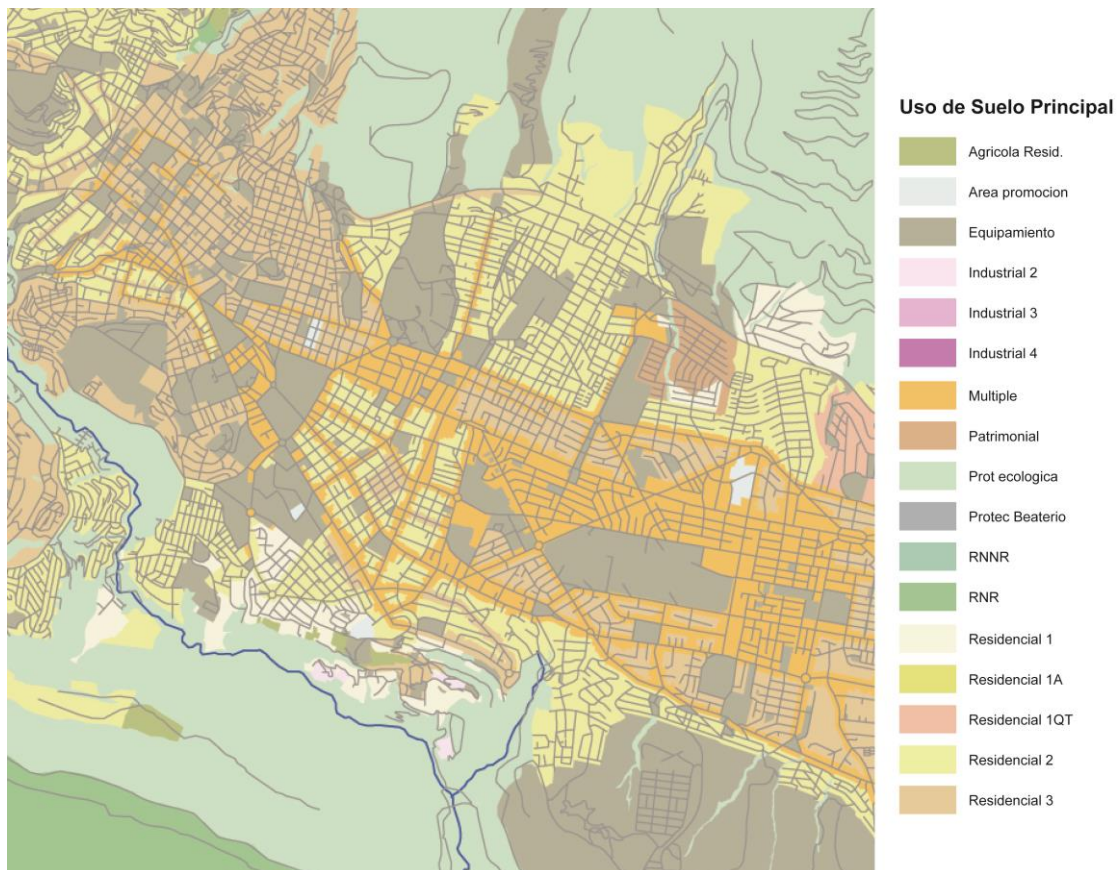 Uso de Suelo Principal
Agricola Resid.
Area promocion
Equipamiento
Industrial 2
Industrial 3
Industrial 4
Multiple
Patrimonial
Prot ecologica
Protec Beaterio
RNNR
RNR
Residencial 1
Residencial 1A
Residencial 1QT
Residencial 2
Residencial 3